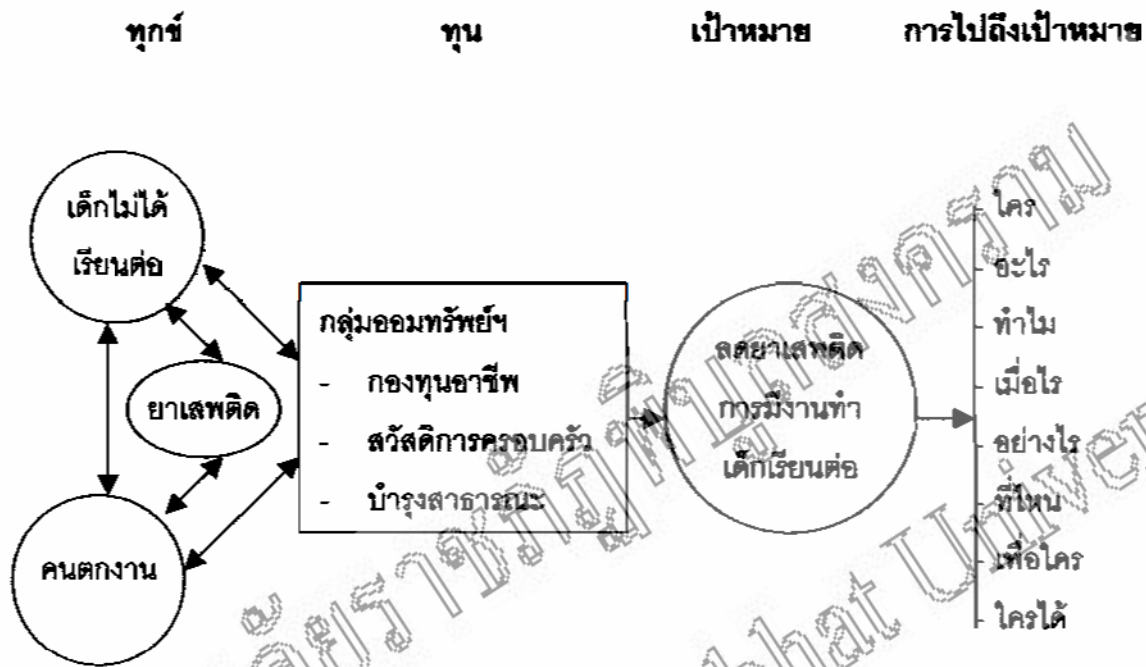 ทุกข์ ทุน เป้าหมาย การไปถึงเป้าหมาย
เด็กไม่ได้
เรียนต่อ
ยาเสพติด
คนตกงาน
กลุ่มออมทรัพย์ฯ
- กองทุนอาชีพ
- สวัสดิการครอบครัว
- บำรุงสาธารณะ
ลดยาเสพติด
การมีงานทำ
เด็กเรียนต่อ
- ใคร
- อะไร
- ทำไม
- เมื่อไร
- อย่างไร
- ที่ไหน
- เพื่อใคร
- ใครได้